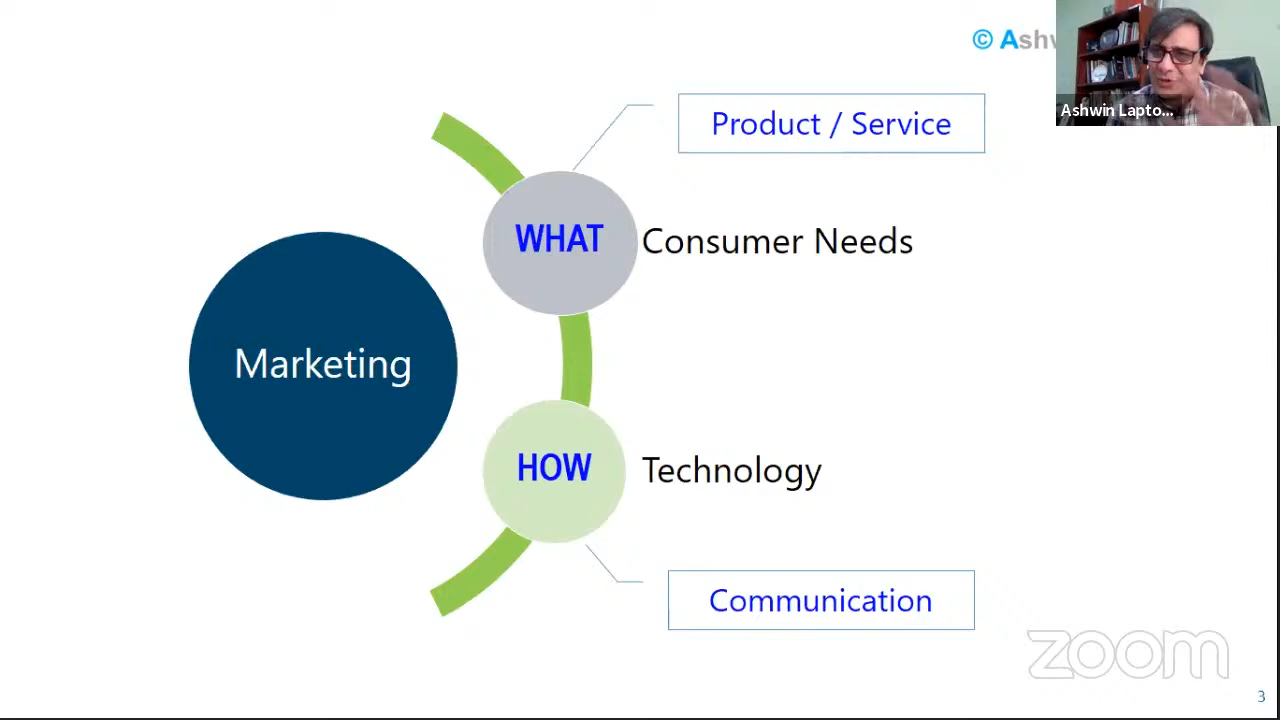 © Ash
Ashwin Lapto...
Product / Service
WHAT
Consumer Needs
Marketing
HOW
Technology
Communication
zoom
3